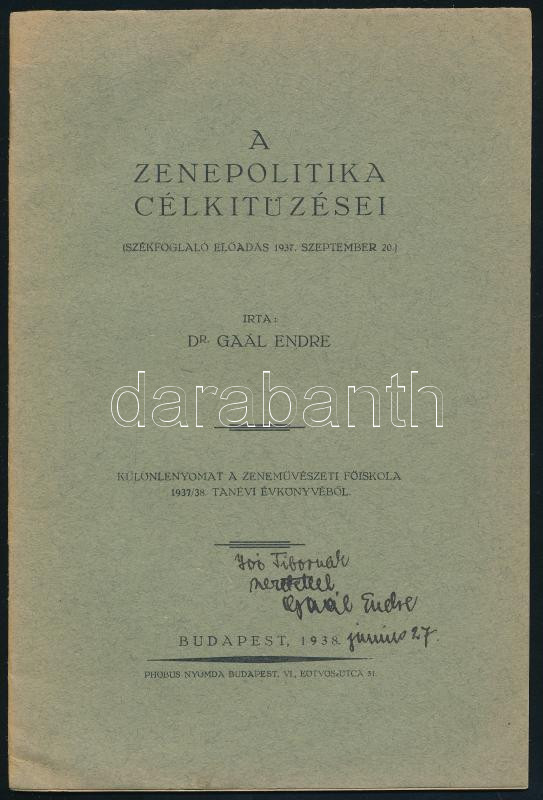 A
ZENEPOLITIKA
CÉLKITŰZÉSEI
(SZÉKFOGLALÓ ELŐADÁS 1937. SZEPTEMBER 20.)
IRTA:
DR. GAÁL ENDRE
darabanth
KÜLÖNLENYOMAT A ZENEMŰVÉSZETI FŐISKOLA
1937/38. TANÉVI ÉVKÖNYVÉBŐL.
Joó Tibornak
szeretettel
Gaál Endre
BUDAPEST, 1938. június 27.
PHŐBUS NYOMDA BUDAPEST, VI., EÖTVÖS-UTCA 31.